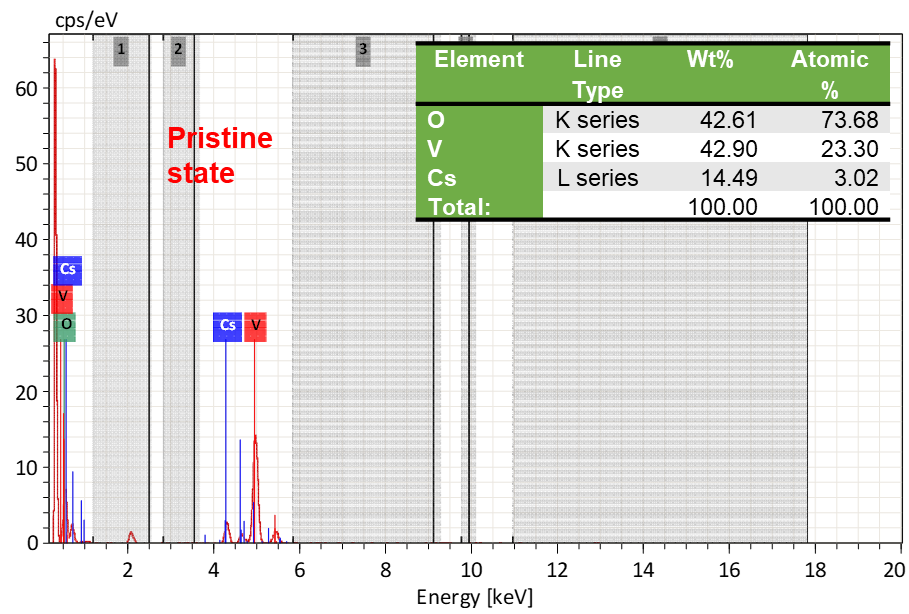 cps/eV
1
2
3
Element Line Type Wt% Atomic %
O K series 42.61 73.68
V K series 42.90 23.30
Cs L series 14.49 3.02
Total: 100.00 100.00
Pristine
state
60
50
40
30
20
10
0
Cs
V
O
Cs
V
2 4 6 8 10 12 14 16 18 20
Energy [keV]